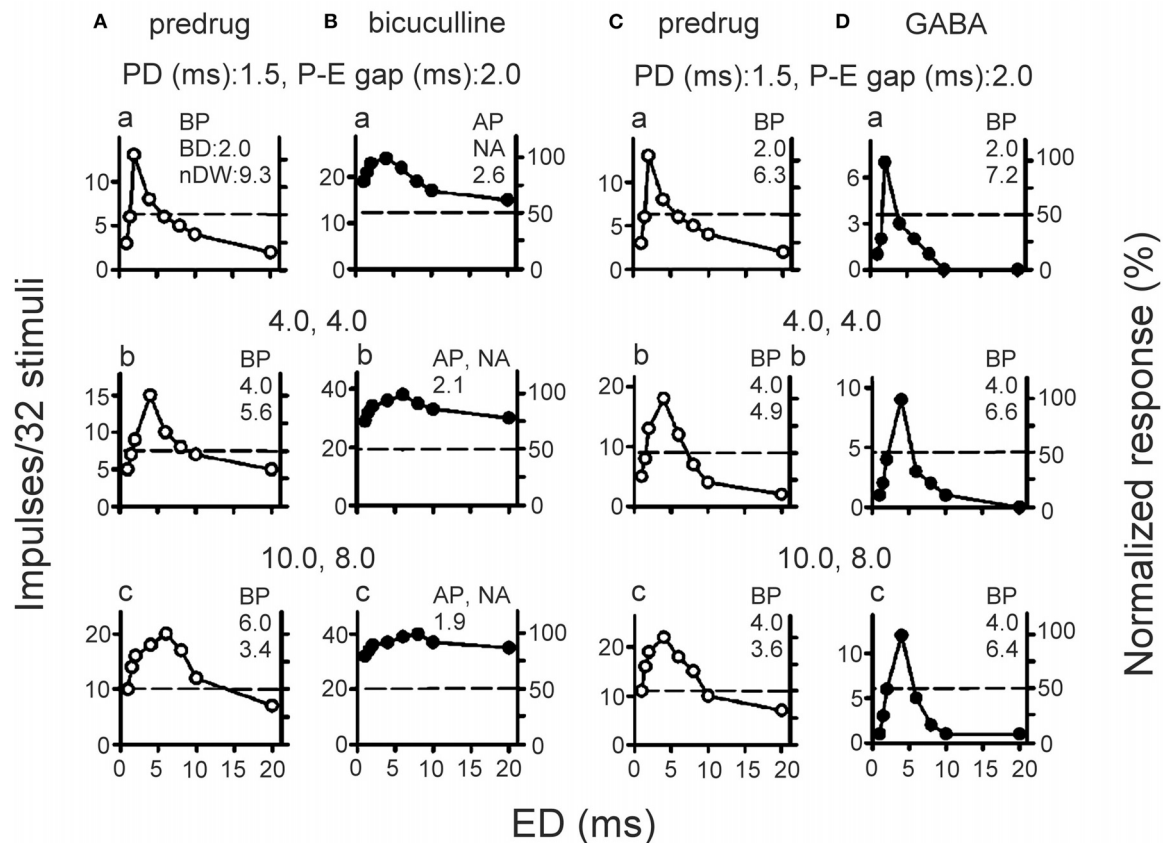 A predrug B bicuculline C predrug D GABA
PD (ms):1.5, P-E gap (ms):2.0 PD (ms):1.5, P-E gap (ms):2.0
a BP a AP a BP a BP
BD:2.0 NA 2.0 2.0
nDW:9.3 2.6 6.3 7.2
10 20 100 10 6 100
5 10 50 5 3 50
0 0 0 0 0 0
4.0, 4.0 4.0, 4.0
b BP b AP, NA b BP b BP
4.0 2.1 4.0 4.0
5.6 4.9 6.6
15 40 100 20 10 100
10 20 50 10 5 50
5
0 0 0 0 0 0
10.0, 8.0 10.0, 8.0
c BP c AP, NA c BP c BP
6.0 1.9 4.0 4.0
3.4 3.6 6.4
20 40 100 20 10 100
10 20 50 10 5 50
0 0 0 0 0 0
0 5 10 15 20 0 5 10 15 20 0 5 10 15 20 0 5 10 15 20
ED (ms)
Impulses/32 stimuli
Normalized response (%)